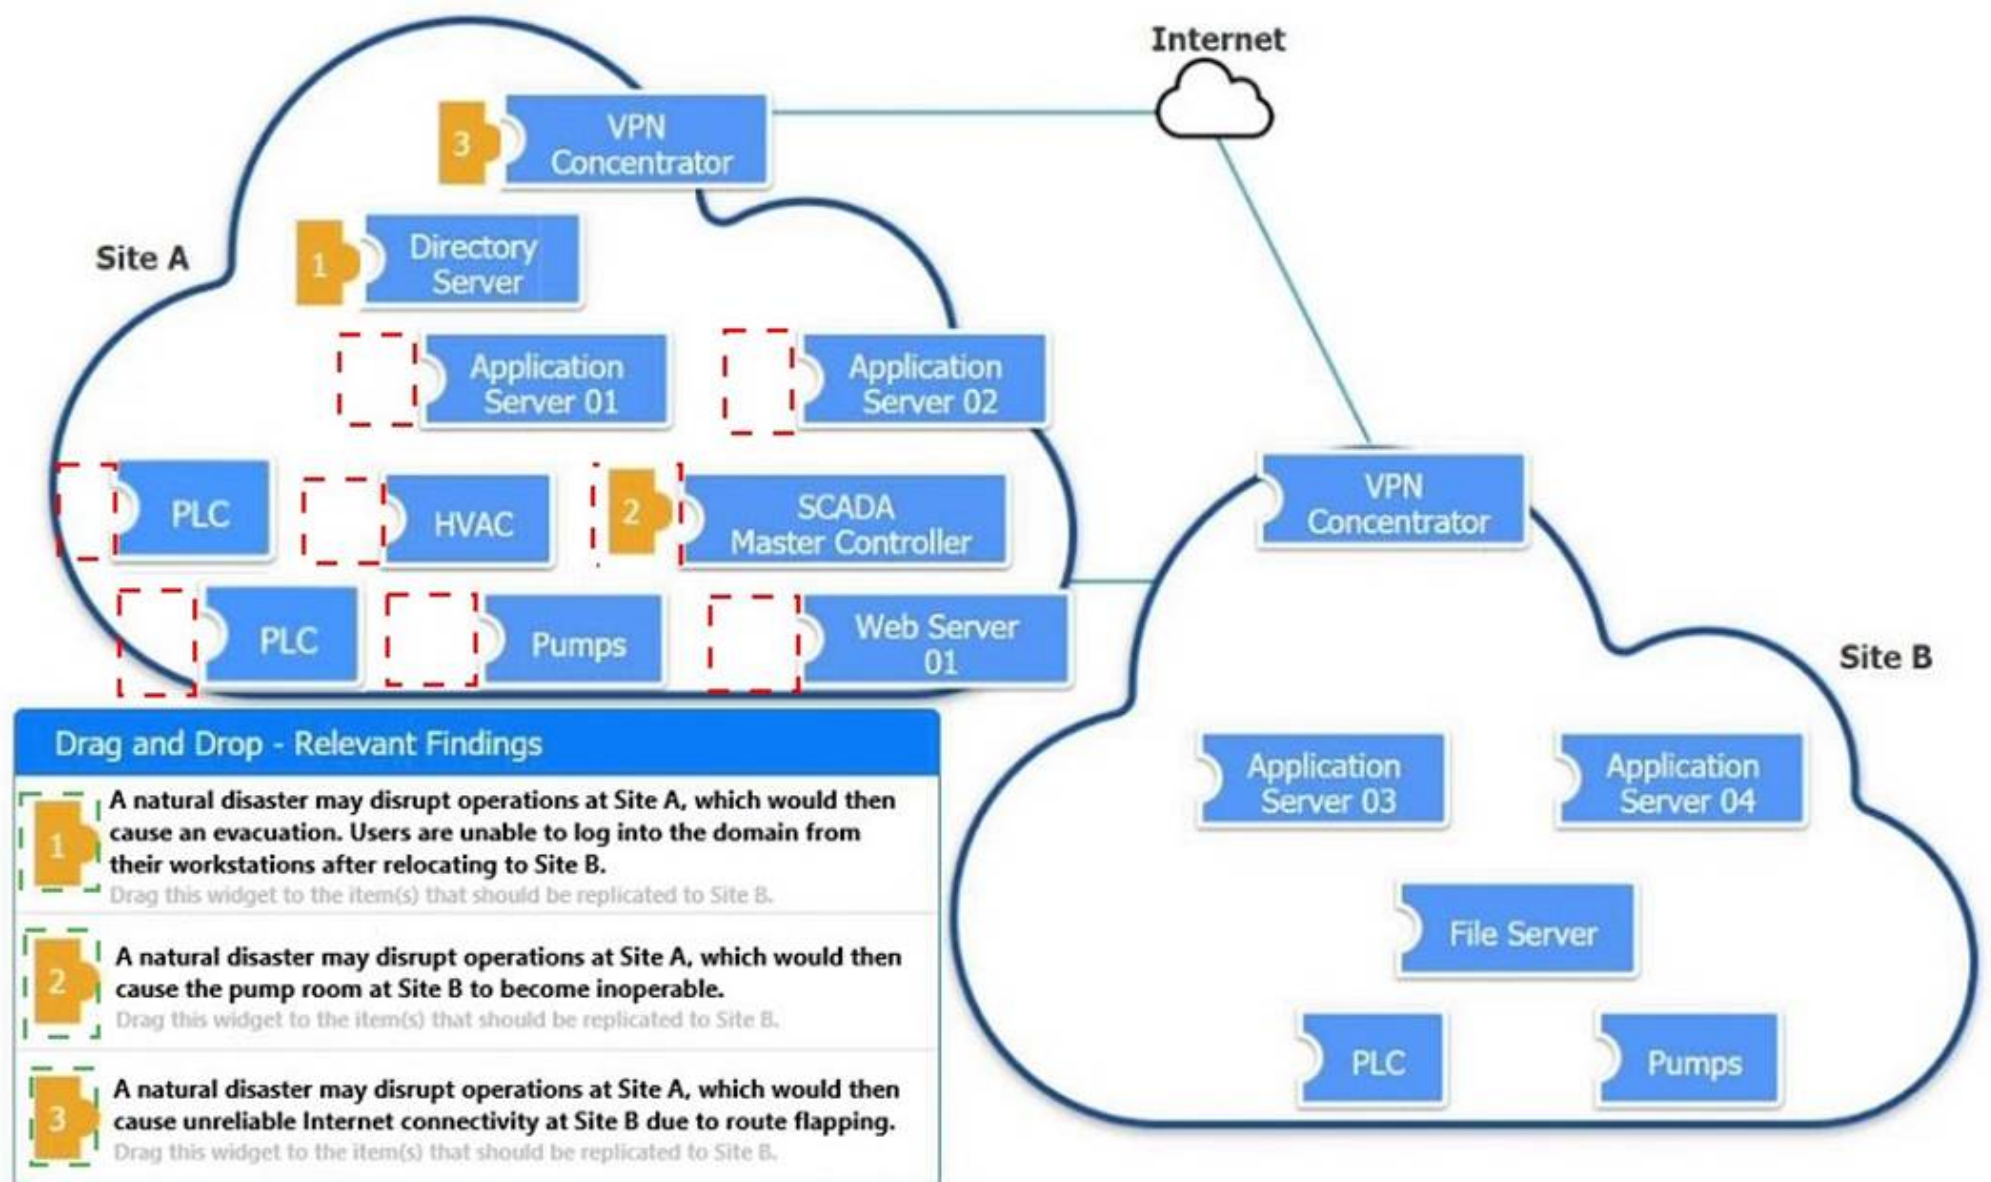 Internet
3
VPN
Concentrator
Site A
1
Directory
Server
Application
Server 01
Application
Server 02
PLC
HVAC
2
SCADA
Master Controller
VPN
Concentrator
PLC
Pumps
Web Server
01
Site B
Drag and Drop - Relevant Findings
1
A natural disaster may disrupt operations at Site A, which would then
cause an evacuation. Users are unable to log into the domain from
their workstations after relocating to Site B.
Drag this widget to the item(s) that should be replicated to Site B.
2
A natural disaster may disrupt operations at Site A, which would then
cause the pump room at Site B to become inoperable.
Drag this widget to the item(s) that should be replicated to Site B.
3
A natural disaster may disrupt operations at Site A, which would then
cause unreliable Internet connectivity at Site B due to route flapping.
Drag this widget to the item(s) that should be replicated to Site B.
Application
Server 03
Application
Server 04
File Server
PLC
Pumps